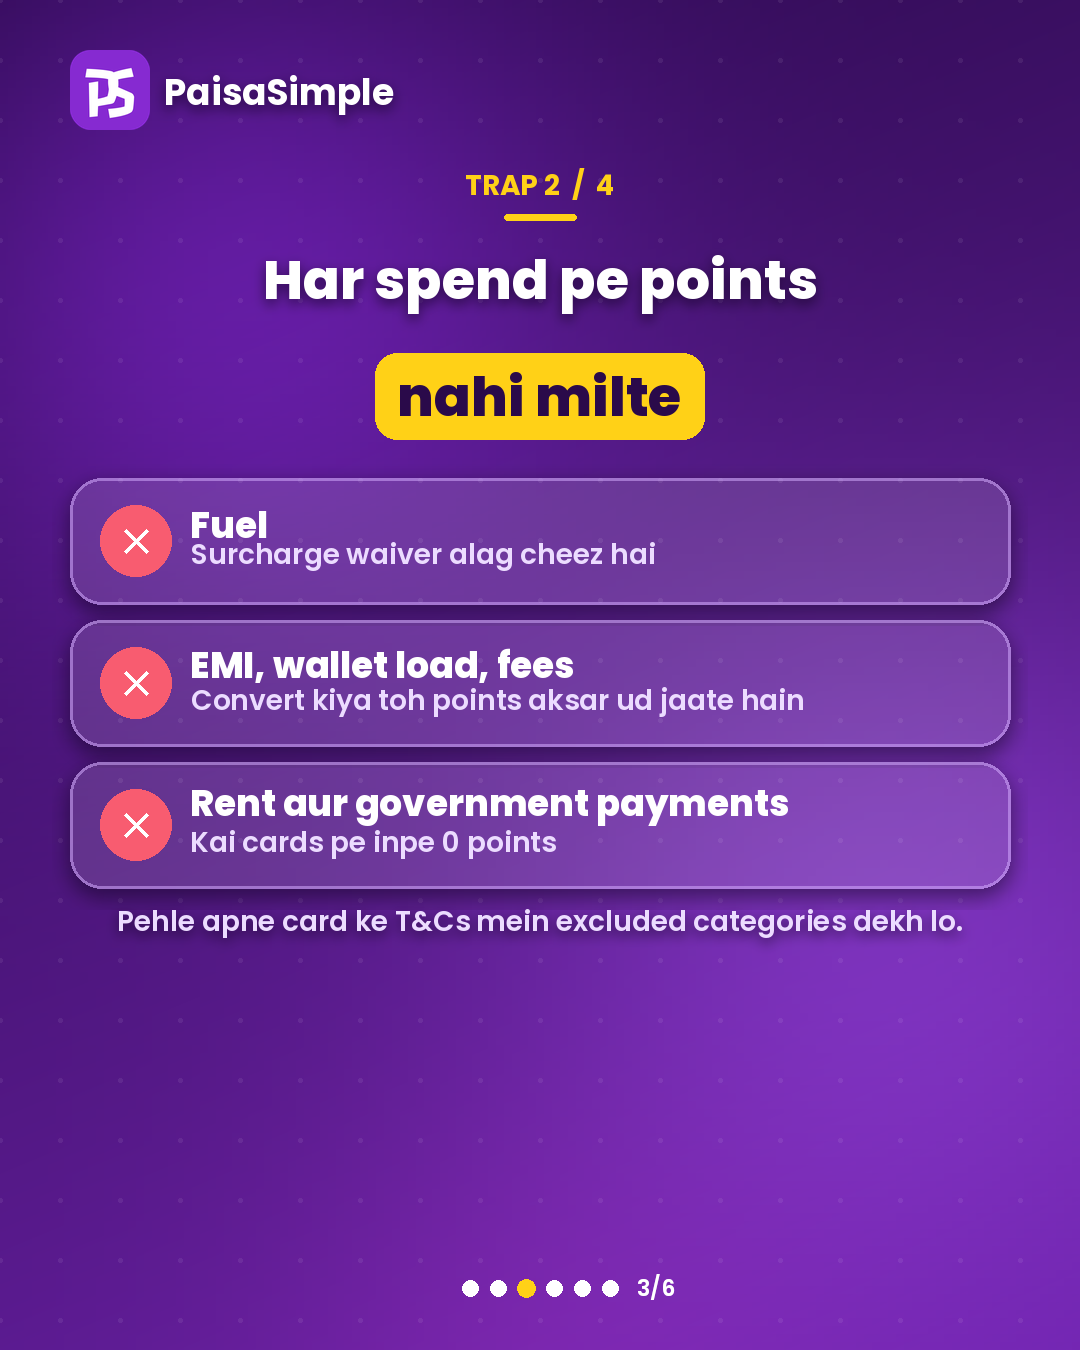 PaisaSimple
TRAP 2 / 4
Har spend pe points
nahi milte
Fuel
Surcharge waiver alag cheez hai
EMI, wallet load, fees
Convert kiya toh points aksar ud jaate hain
Rent aur government payments
Kai cards pe inpe 0 points
Pehle apne card ke T&Cs mein excluded categories dekh lo.
3/6